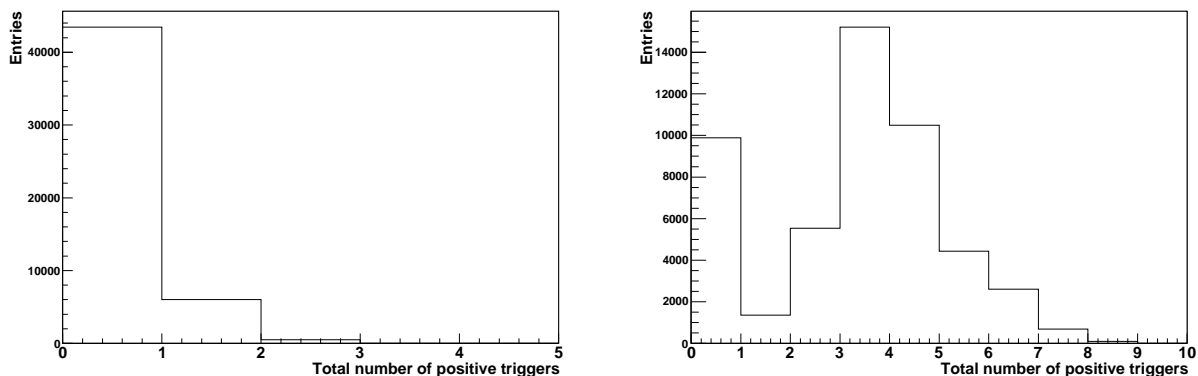 Entries
40000
30000
20000
10000
0
0 1 2 3 4 5
Total number of positive triggers
Entries
14000
12000
10000
8000
6000
4000
2000
0
0 1 2 3 4 5 6 7 8 9 10
Total number of positive triggers